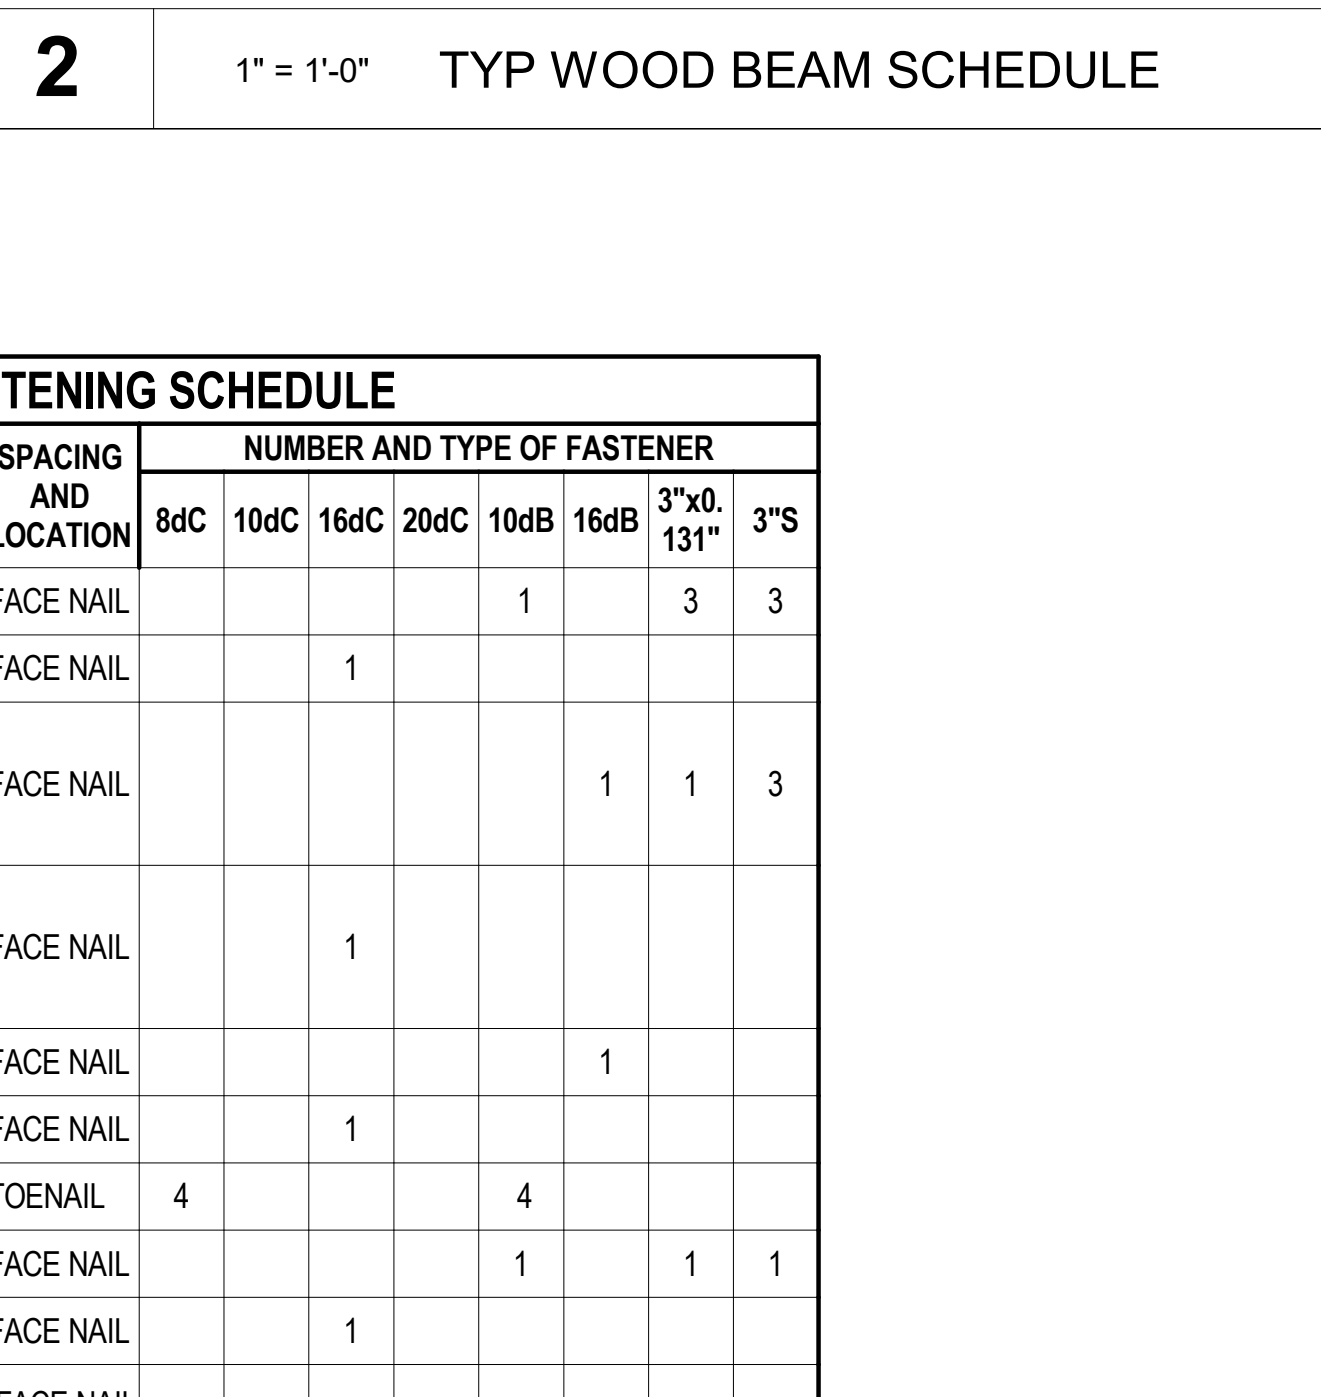 2 1" = 1'-0" TYP WOOD BEAM SCHEDULE
TENING SCHEDULE
SPACING AND LOCATION NUMBER AND TYPE OF FASTENER
8dC 10dC 16dC 20dC 10dB 16dB 3"x0. 131" 3"S
FACE NAIL 1 3 3
FACE NAIL 1
FACE NAIL 1 1 3
FACE NAIL 1
FACE NAIL 1
FACE NAIL 1
TOENAIL 4 4
FACE NAIL 1 1 1
FACE NAIL 1
FACE NAIL